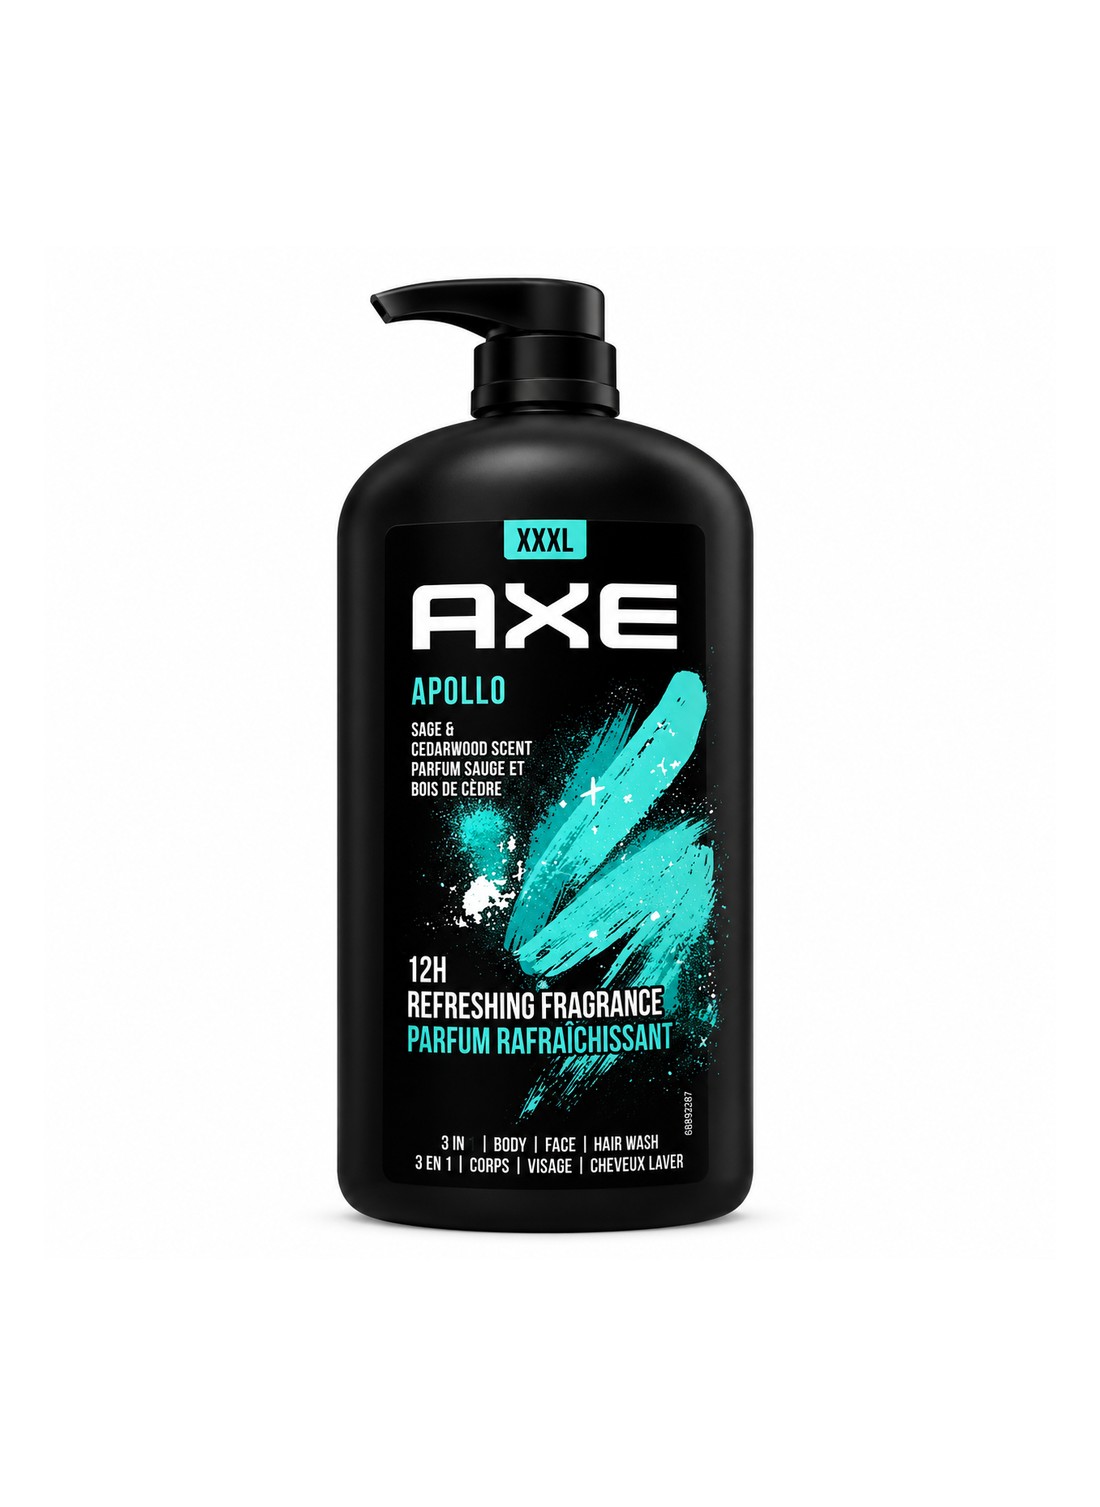 XXXL
AXE
APOLLO
SAGE &
CEDARWOOD SCENT
PARFUM SAUGE ET
BOIS DE CÈDRE
12H
REFRESHING FRAGRANCE
PARFUM RAFRAÎCHISSANT
68892287
3 IN 1 | BODY | FACE | HAIR WASH
3 EN 1 | CORPS | VISAGE | CHEVEUX LAVER